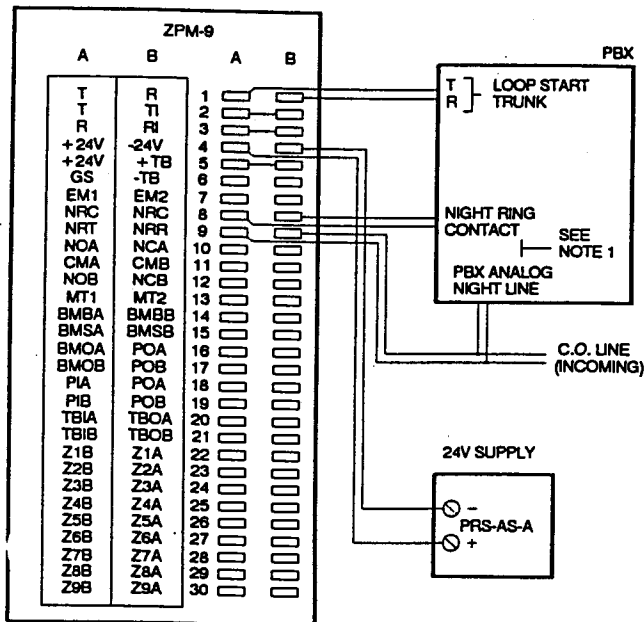 ZPM-9
A B A B
T R 1
T TI 2
R RI 3
+24V -24V 4
+24V +TB 5
GS -TB 6
EM1 EM2 7
NRC NRC 8
NRT NRR 9
NOA NCA 10
CMA CMB 11
NOB NCB 12
MT1 MT2 13
BMBA BMBB 14
BMSA BMSB 15
BMOA POA 16
BMOB POB 17
PIA POA 18
PIB POB 19
TBIA TBOA 20
TBIB TBOB 21
Z1B Z1A 22
Z2B Z2A 23
Z3B Z3A 24
Z4B Z4A 25
Z5B Z5A 26
Z6B Z6A 27
Z7B Z7A 28
Z8B Z8A 29
Z9B Z9A 30
PBX
T
R
LOOP START
TRUNK
NIGHT RING
CONTACT
SEE
NOTE 1
PBX ANALOG
NIGHT LINE
C.O. LINE
(INCOMING)
24V SUPPLY
-
PRS-AS-A
+